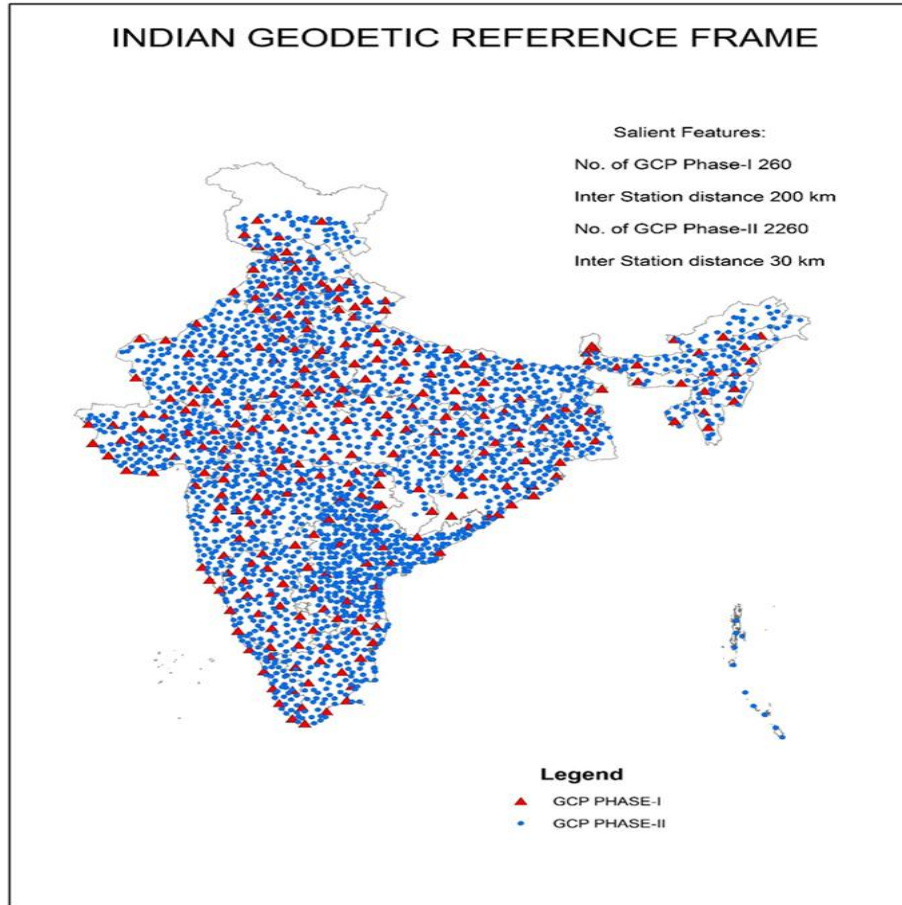 INDIAN GEODETIC REFERENCE FRAME
Salient Features:
No. of GCP Phase-I 260
Inter Station distance 200 km
No. of GCP Phase-II 2260
Inter Station distance 30 km
Legend
GCP PHASE-I
GCP PHASE-II